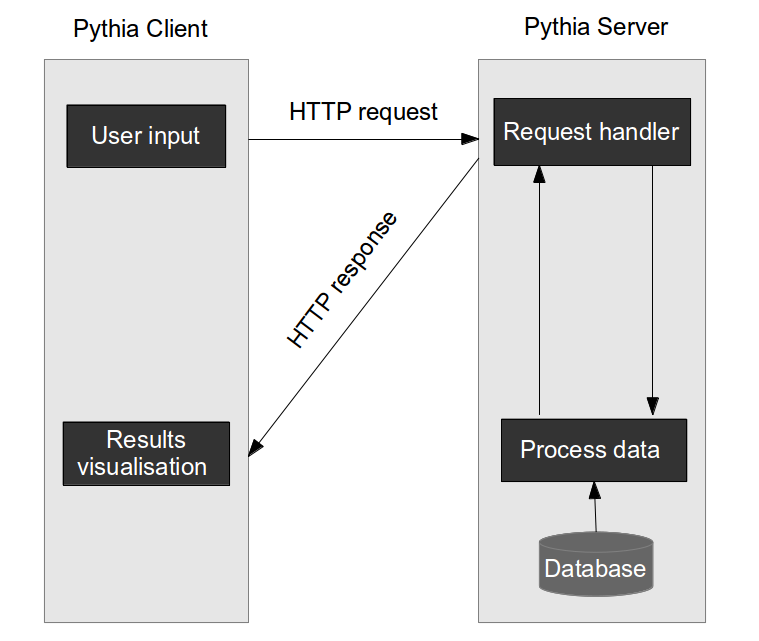 Pythia Client
Pythia Server
User input
HTTP request
Request handler
HTTP response
Results
visualisation
Process data
Database